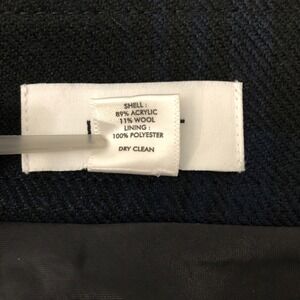 SHELL :
89% ACRYLIC
11% WOOL
LINING :
100% POLYESTER
DRY CLEAN